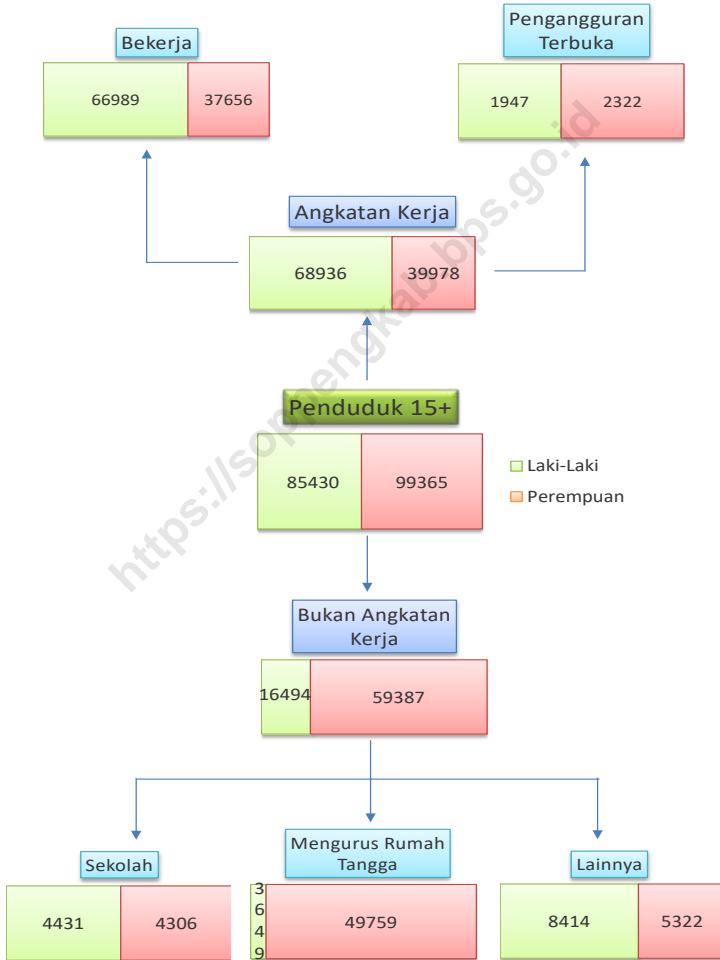 Bekerja
66989 37656
Pengangguran
Terbuka
1947 2322
Angkatan Kerja
68936 39978
Penduduk 15+
85430 99365
Laki-Laki
Perempuan
Bukan Angkatan
Kerja
16494 59387
Sekolah
4431 4306
Mengurus Rumah
Tangga
3
6
4
9
49759
Lainnya
8414 5322
https://soppengkab.bps.go.id